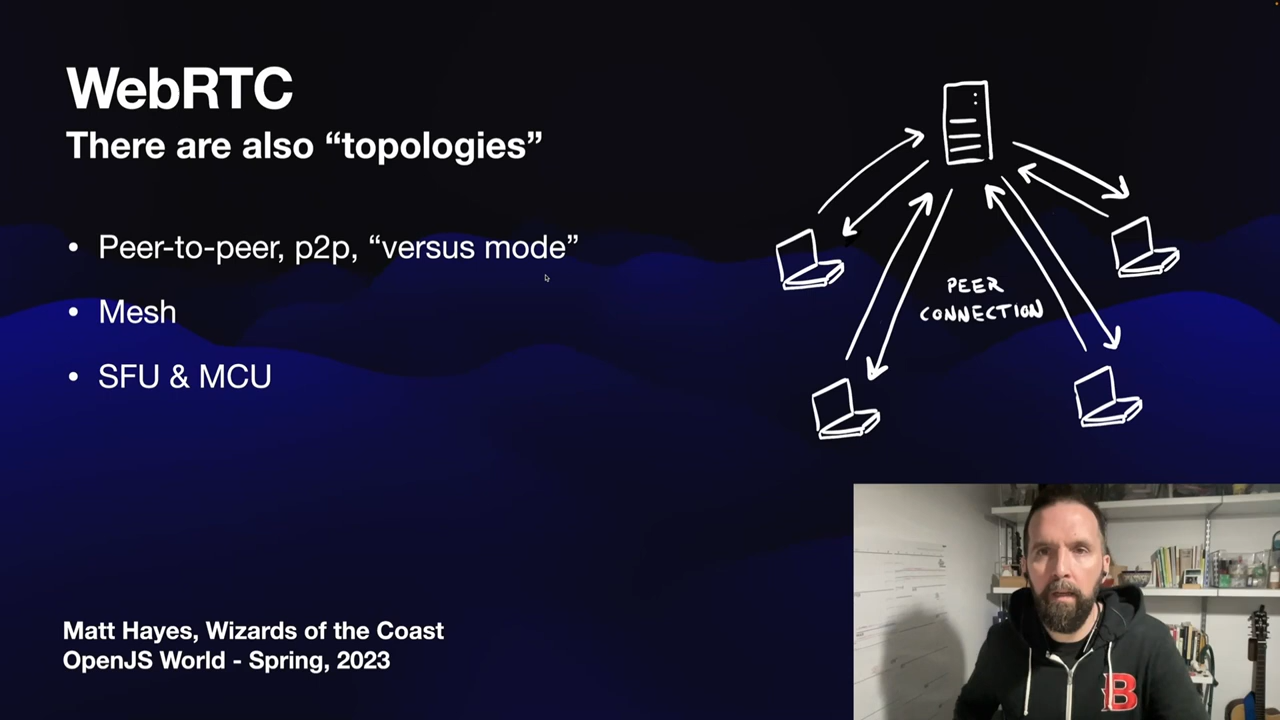 WebRTC
There are also “topologies”
• Peer-to-peer, p2p, “versus mode”
• Mesh
• SFU & MCU
PEER
CONNECTION
Matt Hayes, Wizards of the Coast
OpenJS World - Spring, 2023
B